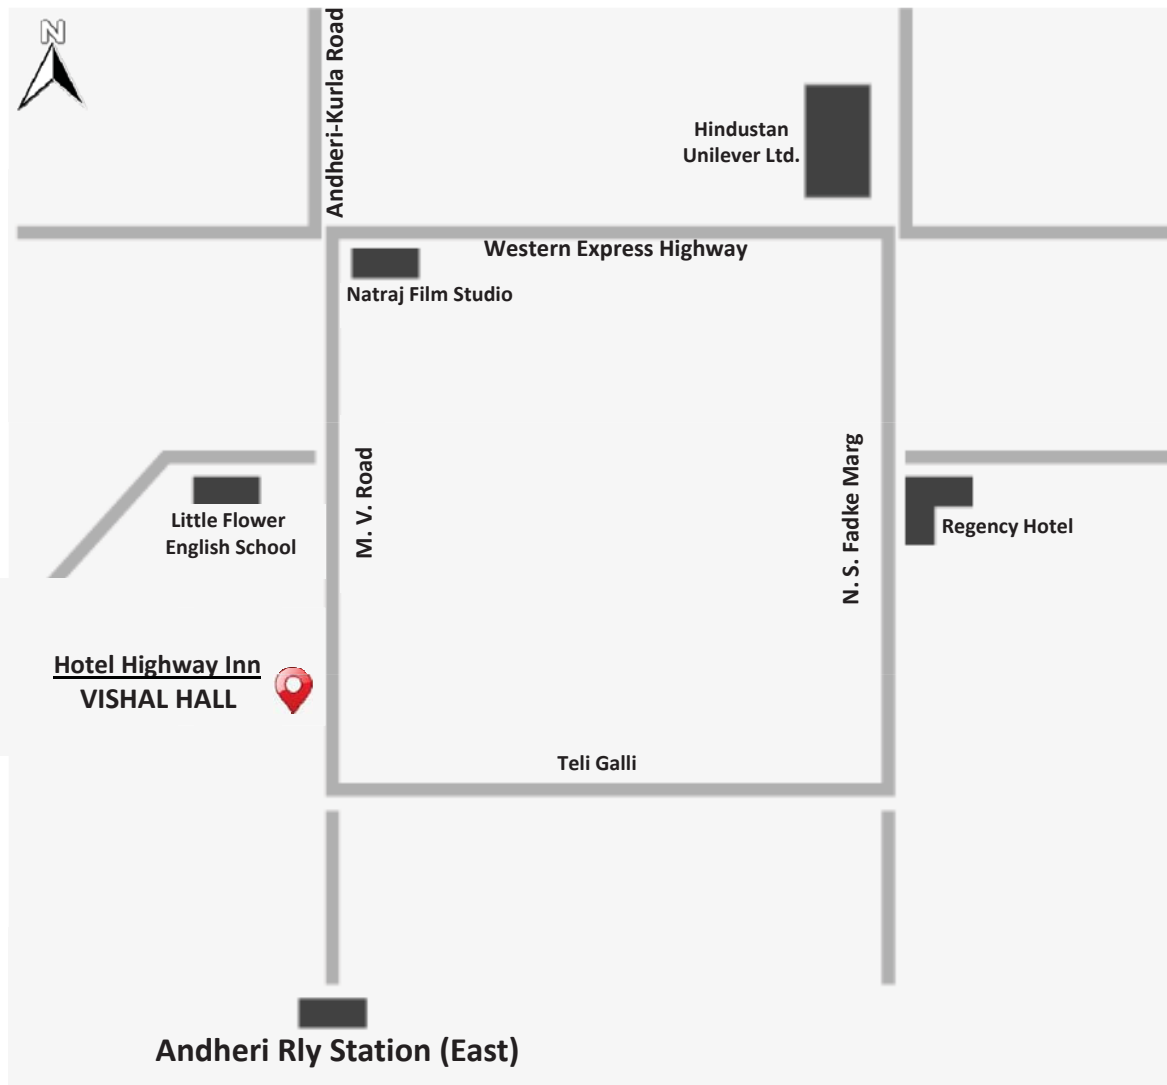 N
Andheri-Kurla Road
Hindustan
Unilever Ltd.
Western Express Highway
Natraj Film Studio
M. V. Road
N. S. Fadke Marg
Little Flower
English School
Regency Hotel
Hotel Highway Inn
VISHAL HALL
Teli Galli
Andheri Rly Station (East)